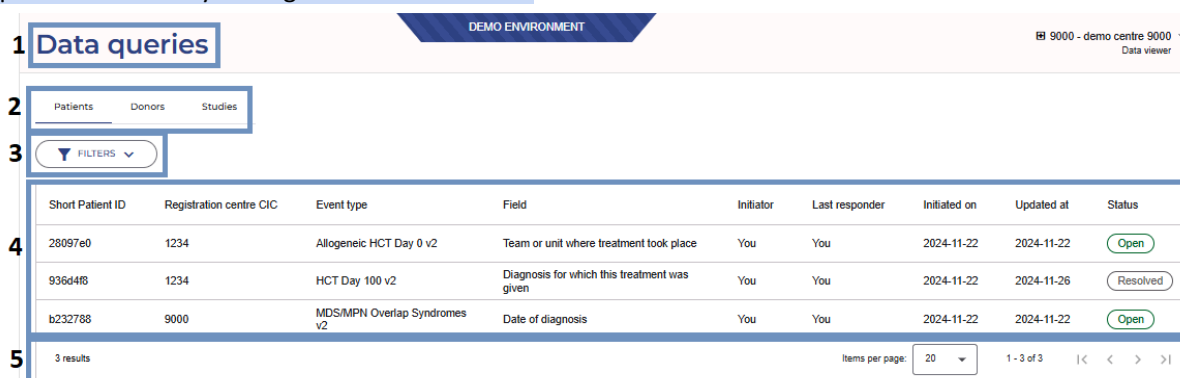 DEMO ENVIRONMENT
1 Data queries
9000 - demo centre 9000
Data viewer
2 Patients Donors Studies
3 FILTERS
Short Patient ID Registration centre CIC Event type Field Initiator Last responder Initiated on Updated at Status
4 28097e0 1234 Allogeneic HCT Day 0 v2 Team or unit where treatment took place You You 2024-11-22 2024-11-22 Open
936d4f8 1234 HCT Day 100 v2 Diagnosis for which this treatment was given You You 2024-11-22 2024-11-26 Resolved
b232788 9000 MDS/MPN Overlap Syndromes v2 Date of diagnosis You You 2024-11-22 2024-11-22 Open
5 3 results Items per page: 20 1 - 3 of 3